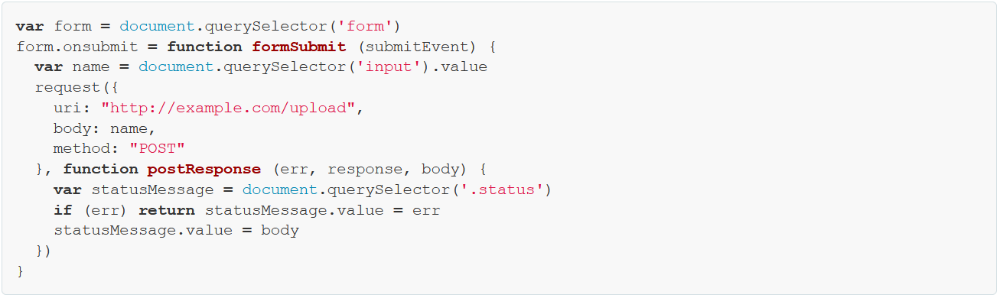 var form = document.querySelector('form')
form.onsubmit = function formSubmit (submitEvent) {
  var name = document.querySelector('input').value
  request({
    uri: "http://example.com/upload",
    body: name,
    method: "POST"
  }, function postResponse (err, response, body) {
    var statusMessage = document.querySelector('.status')
    if (err) return statusMessage.value = err
    statusMessage.value = body
  })
}